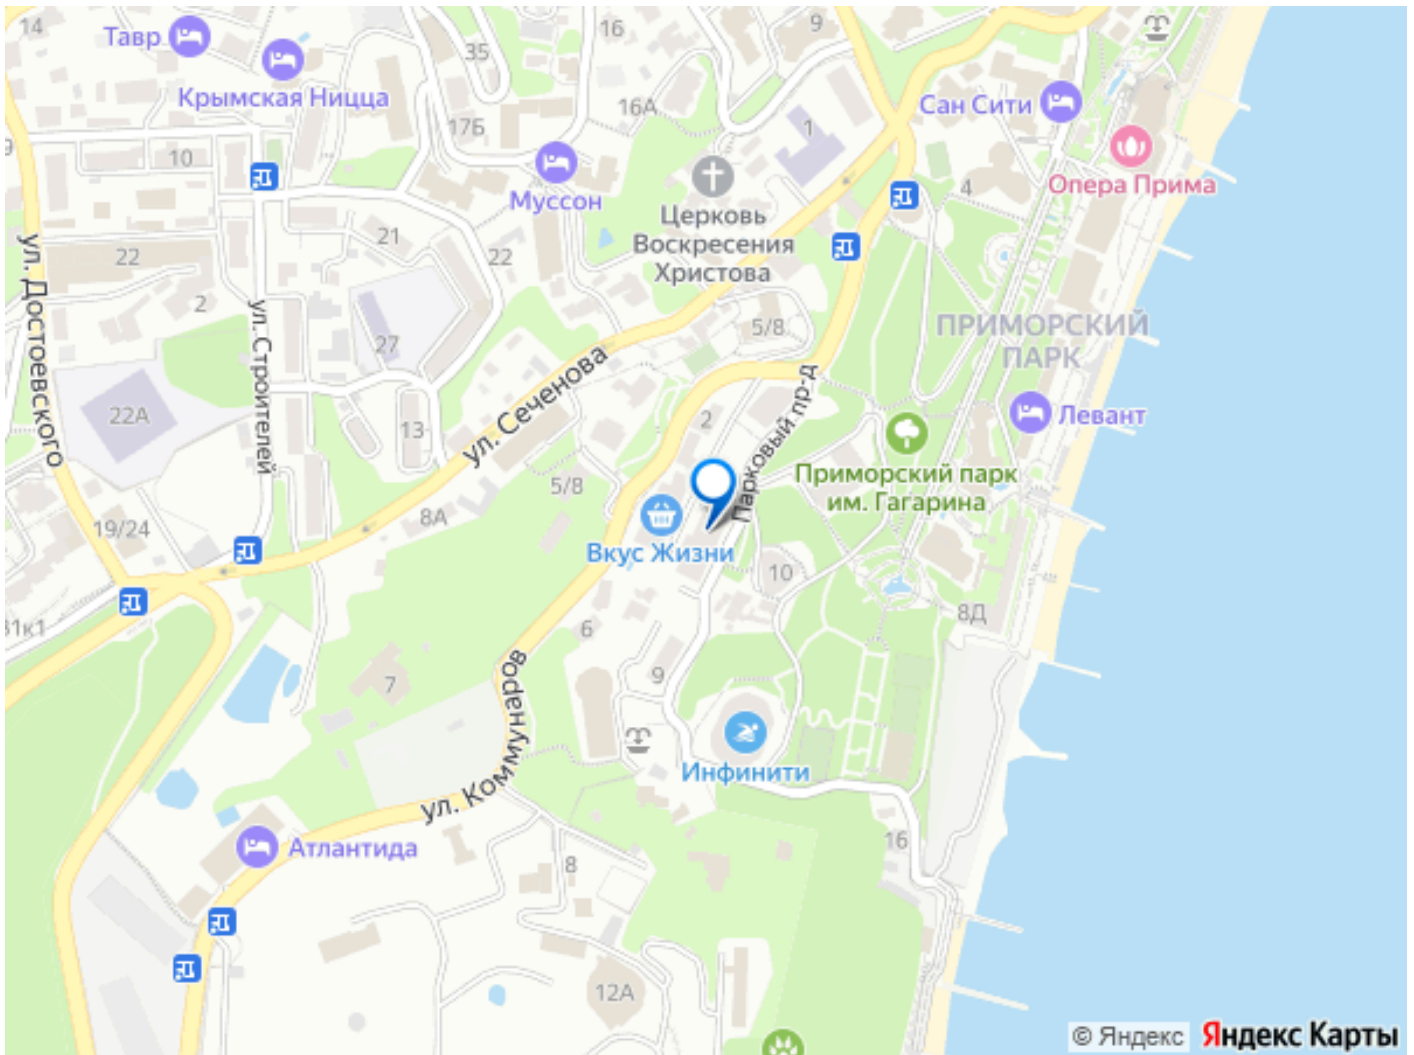 14
Тавр
Крымская Ницца
35
16
9
16А
17Б
1
Сан Сити
Опера Прима
4
10
Муссон
Церковь
Воскресения
Христова
21
22
22
2
ул. Достоевского
ул.Строителей
27
5/8
ПРИМОРСКИЙ
ПАРК
ул. Сеченова
22А
13
2
Парковый пр-д
Левант
Приморский парк
им. Гагарина
5/8
8А
19/24
Вкус Жизни
10
8Д
31к1
6
7
9
ул. Коммунаров
Инфинити
Атлантида
8
16
12А
© Яндекс Яндекс Карты